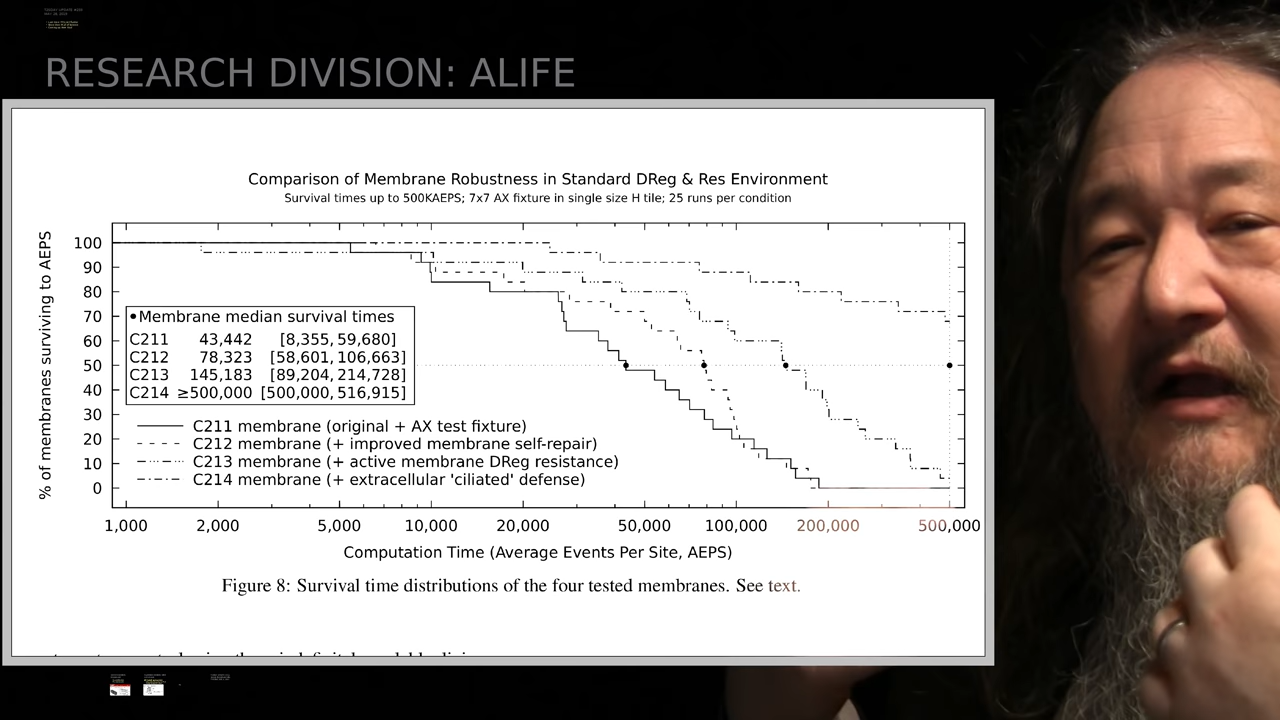 RESEARCH DIVISION: ALIFE
Comparison of Membrane Robustness in Standard DReg & Res Environment
Survival times up to 500KAEPS; 7x7 AX fixture in single size H tile; 25 runs per condition
% of membranes surviving to AEPS
100
90
80
70
60
50
40
30
20
10
0
Membrane median survival times
C211 43,442 [8,355, 59,680]
C212 78,323 [58,601, 106,663]
C213 145,183 [89,204, 214,728]
C214 ≥500,000 [500,000, 516,915]
C211 membrane (original + AX test fixture)
C212 membrane (+ improved membrane self-repair)
C213 membrane (+ active membrane DReg resistance)
C214 membrane (+ extracellular 'ciliated' defense)
1,000 2,000 5,000 10,000 20,000 50,000 100,000 200,000 500,000
Computation Time (Average Events Per Site, AEPS)
Figure 8: Survival time distributions of the four tested membranes. See text.